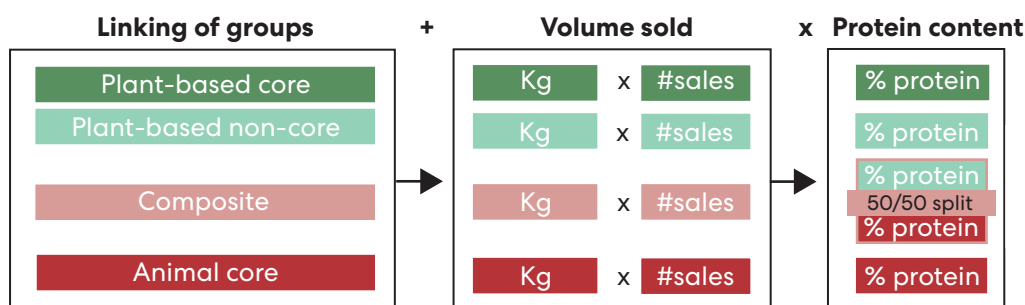 Linking of groups + Volume sold x Protein content
Plant-based core Kg x #sales % protein
Plant-based non-core Kg x #sales % protein
% protein
Composite Kg x #sales 50/50 split
% protein
Animal core Kg x #sales % protein